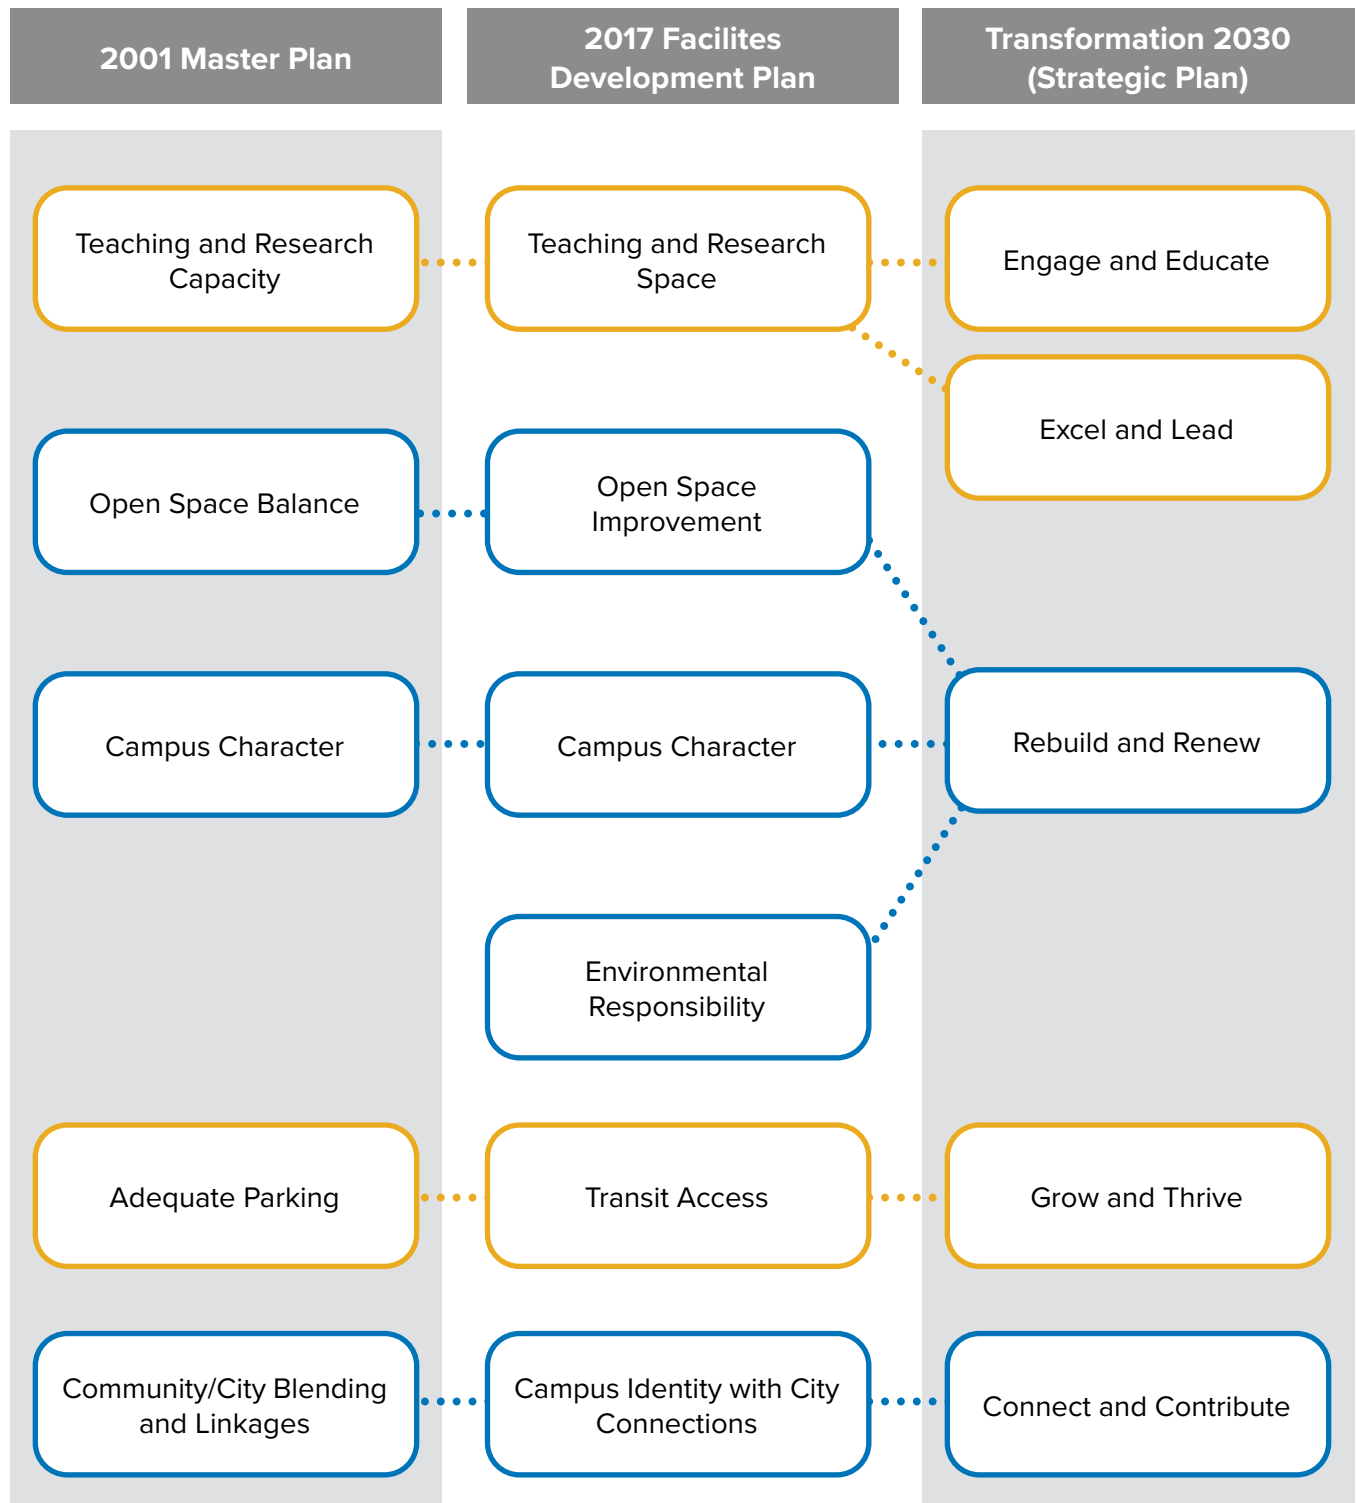 2001 Master Plan
2017 Facilites
Development Plan
Transformation 2030
(Strategic Plan)
Teaching and Research
Capacity
Teaching and Research
Space
Engage and Educate
Excel and Lead
Open Space Balance
Open Space
Improvement
Campus Character
Campus Character
Rebuild and Renew
Environmental
Responsibility
Adequate Parking
Transit Access
Grow and Thrive
Community/City Blending
and Linkages
Campus Identity with City
Connections
Connect and Contribute